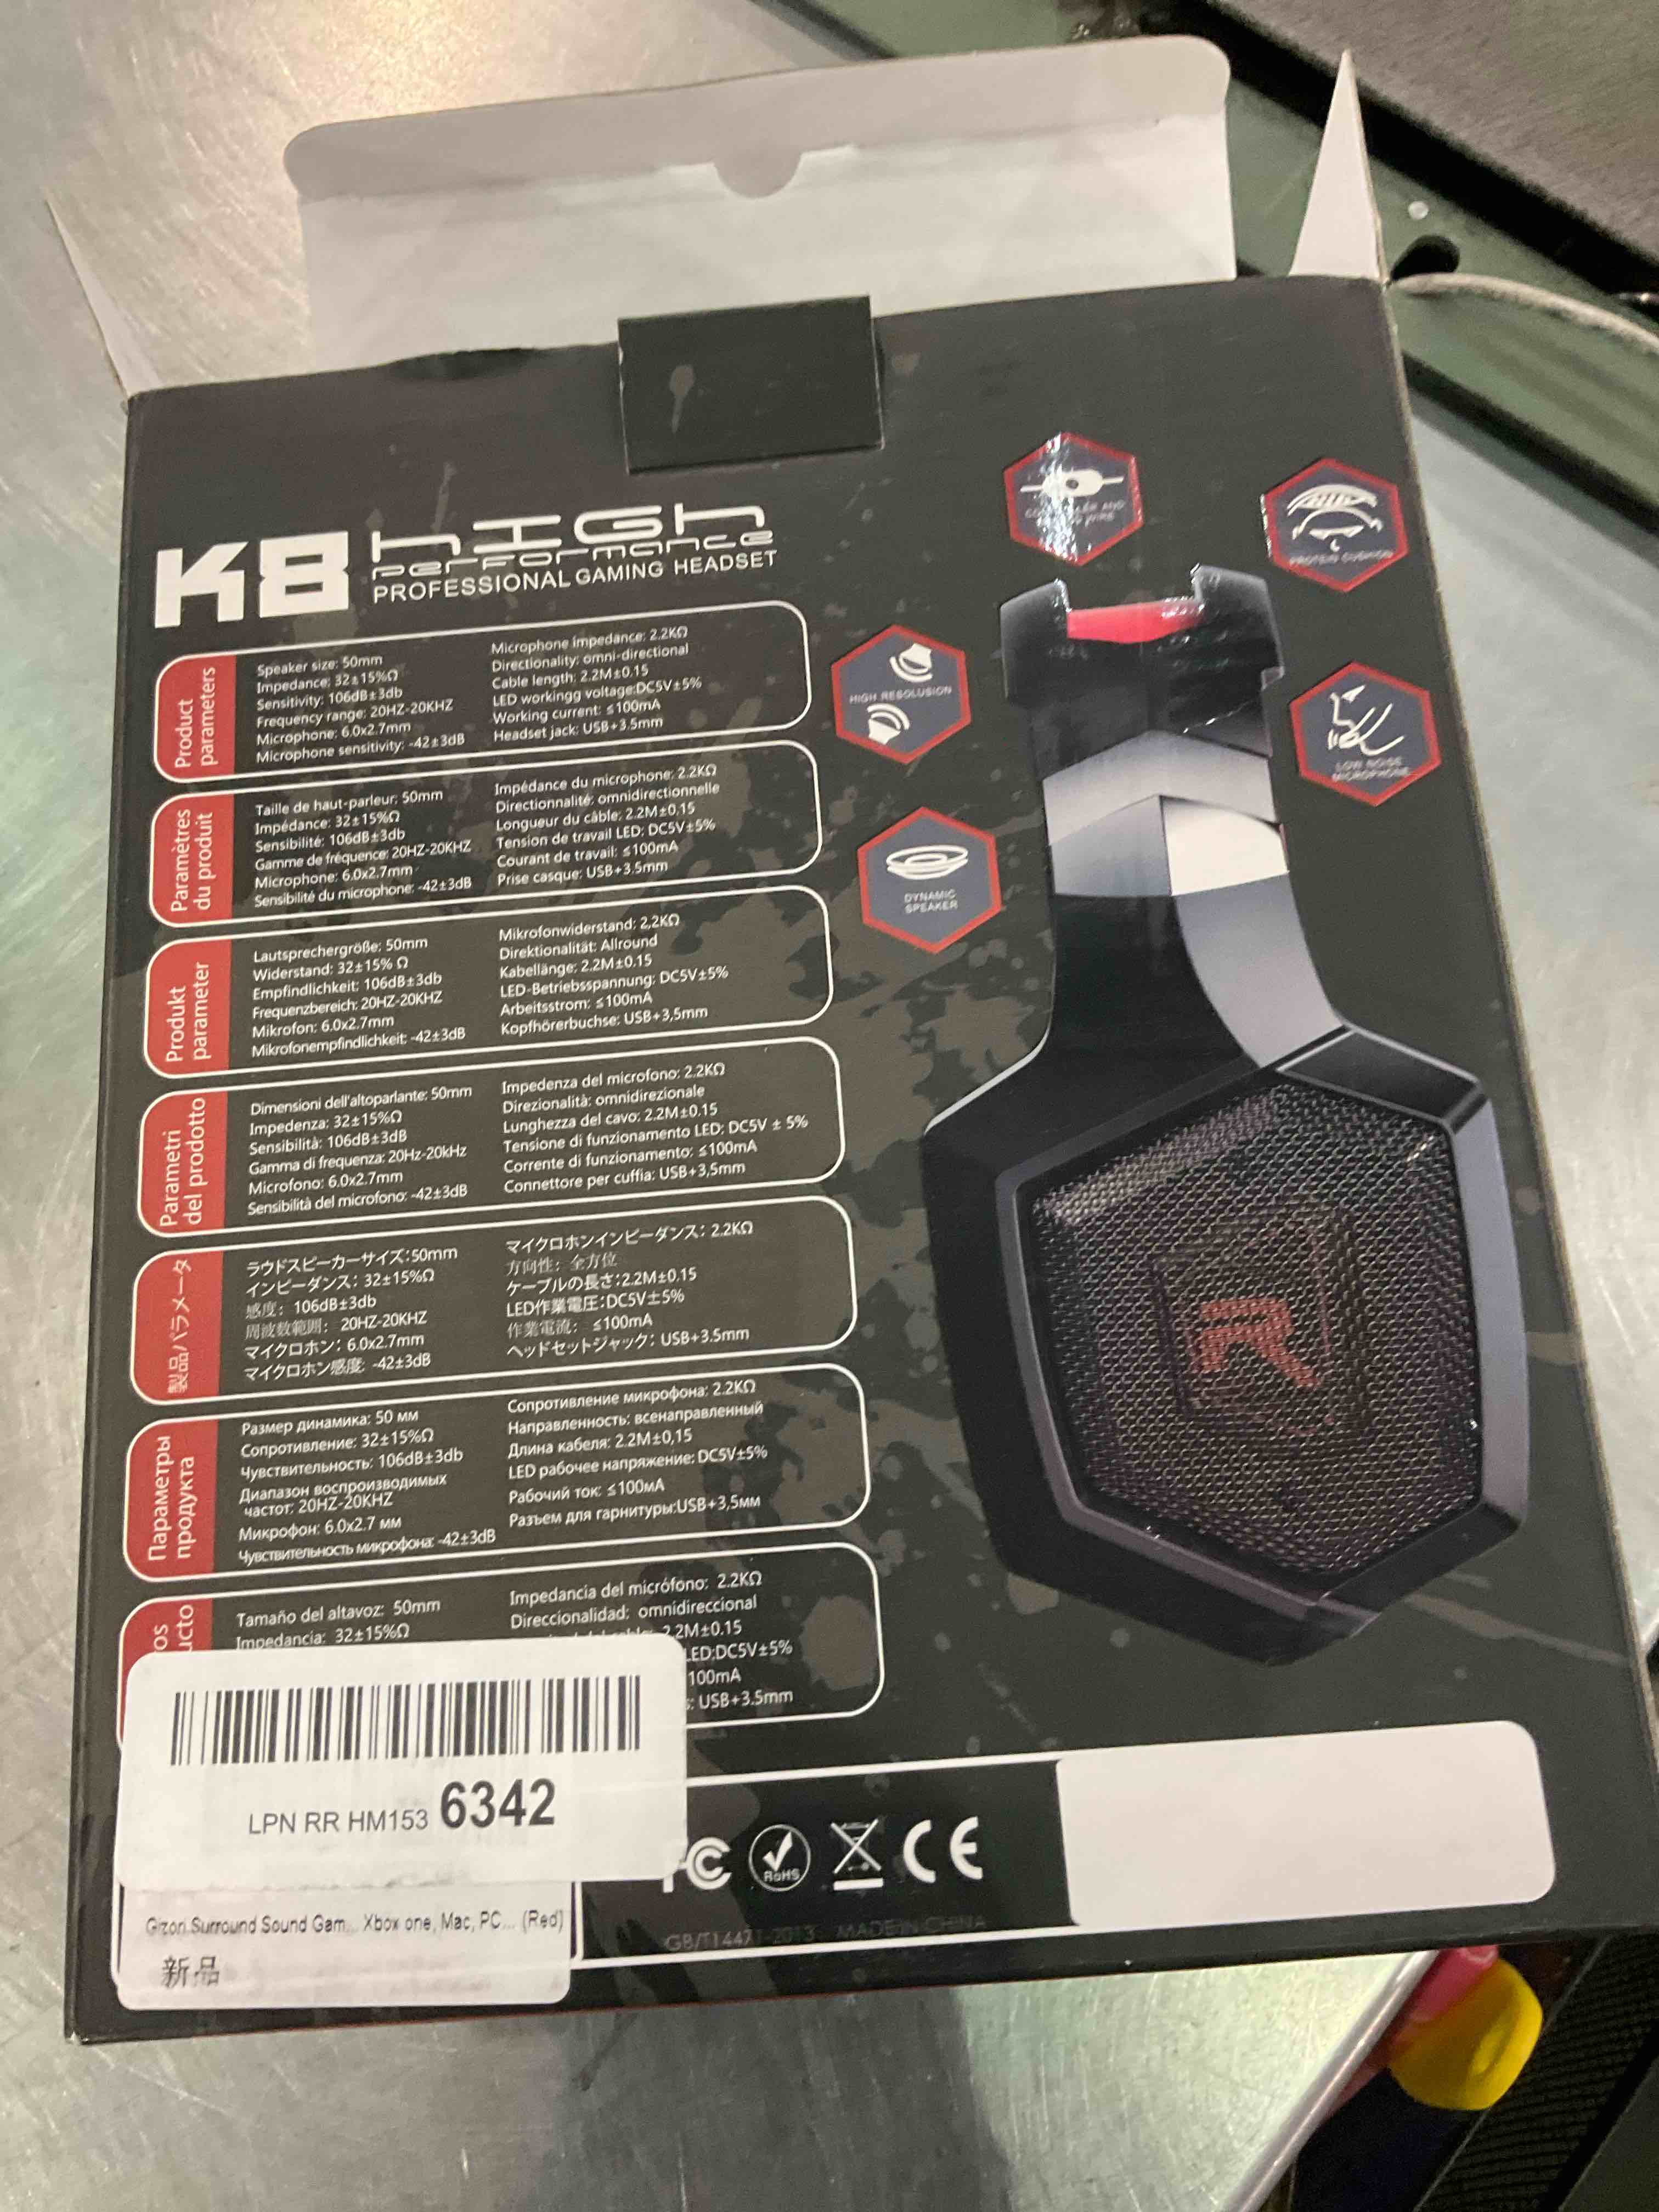 K8 HIGH
PERFORMANCE
PROFESSIONAL GAMING HEADSET
Product
parameters
Speaker size: 50mm
Impedance: 32±15%Ω
Sensitivity: 106dB±3db
Frequency range: 20HZ-20KHZ
Microphone: 6.0x2.7mm
Microphone sensitivity: -42±3dB
Microphone impedance: 2.2KΩ
Directionality: omni-directional
Cable length: 2.2M±0.15
LED workingg voltage:DC5V±5%
Working current: ≤100mA
Headset jack: USB+3.5mm
Paramètres
du produit
Taille de haut-parleur: 50mm
Impédance: 32±15%Ω
Sensibilité: 106dB±3db
Gamme de fréquence: 20HZ-20KHZ
Microphone: 6.0x2.7mm
Sensibilité du microphone: -42±3dB
Impédance du microphone: 2.2KΩ
Directionnalité: omnidirectionnelle
Longueur du câble: 2.2M±0.15
Tension de travail LED: DC5V±5%
Courant de travail: ≤100mA
Prise casque: USB+3.5mm
Produkt
parameter
Lautsprechergröße: 50mm
Widerstand: 32±15% Ω
Empfindlichkeit: 106dB±3db
Frequenzbereich: 20HZ-20KHZ
Mikrofon: 6.0x2.7mm
Mikrofonempfindlichkeit: -42±3dB
Mikrofonwiderstand: 2,2KΩ
Direktionalität: Allround
Kabellänge: 2.2M±0.15
LED-Betriebsspannung: DC5V±5%
Arbeitsstrom: ≤100mA
Kopfhörerbuchse: USB+3,5mm
Parametri
del prodotto
Dimensioni dell'altoparlante: 50mm
Impedenza: 32±15%Ω
Sensibilità: 106dB±3dB
Gamma di frequenza: 20Hz-20kHz
Microfono: 6.0x2.7mm
Sensibilità del microfono: -42±3dB
Impedenza del microfono: 2.2KΩ
Direzionalità: omnidirezionale
Lunghezza del cavo: 2.2M±0.15
Tensione di funzionamento LED: DC5V ± 5%
Corrente di funzionamento: ≤100mA
Connettore per cuffia: USB+3,5mm
製品パラメータ
ラウドスピーカーサイズ:50mm
インピーダンス: 32±15%Ω
感度: 106dB±3db
周波数範囲: 20HZ-20KHZ
マイクロホン: 6.0x2.7mm
マイクロホン感度: -42±3dB
マイクロホンインピーダンス: 2.2KΩ
方向性: 全方位
ケーブルの長さ:2.2M±0.15
LED作業電圧:DC5V±5%
作業電流: ≤100mA
ヘッドセットジャック: USB+3.5mm
Параметры
продукта
Размер динамика: 50 мм
Сопротивление: 32±15%Ω
Чувствительность: 106dB±3db
Диапазон воспроизводимых
частот: 20HZ-20KHZ
Микрофон: 6.0x2.7 мм
Чувствительность микрофона: -42±3dB
Сопротивление микрофона: 2.2KΩ
Направленность: всенаправленный
Длина кабеля: 2.2M±0,15
LED рабочее напряжение: DC5V±5%
Рабочий ток: ≤100мА
Разъем для гарнитуры:USB+3,5мм
os
ucto
Tamaño del altavoz: 50mm
Impedancia: 32±15%Ω
Impedancia del micrófono: 2.2KΩ
Direccionalidad: omnidireccional
2.2M±0.15
LED:DC5V±5%
100mA
: USB+3.5mm
PROTEIN CUSHION
HIGH RESOLUSION
LOW NOISE
MICROPHONE
DYNAMIC
SPEAKER
R
LPN RR HM153 6342
Gizori Surround Sound Gam... Xbox one, Mac, PC... (Red)
新品
FC RoHS CE
GB/T14471-2013 MADE IN CHINA